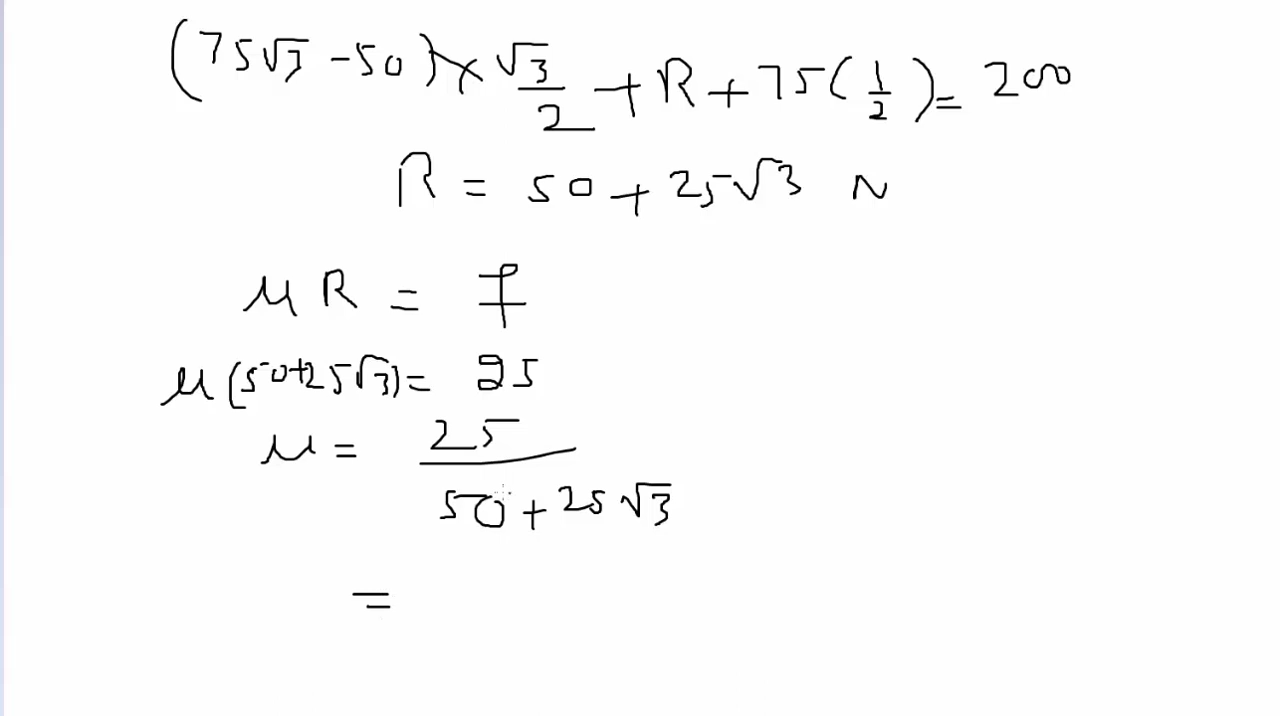 (75√3 - 50) × √3/2 + R + 75(1/2) = 200
R = 50 + 25√3 N
μR = f
μ(50+25√3) = 25
μ = 25/(50 + 25√3)
=